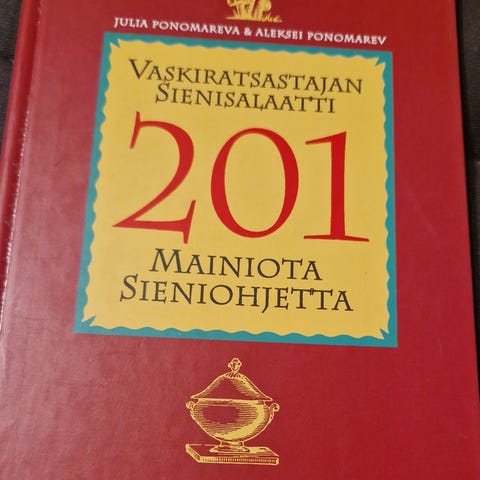 JULIA PONOMAREVA & ALEKSEI PONOMAREV
VASKIRATSASTAJAN
SIENISALAATTI
201
MAINIOTA
SIENIOHJETTA